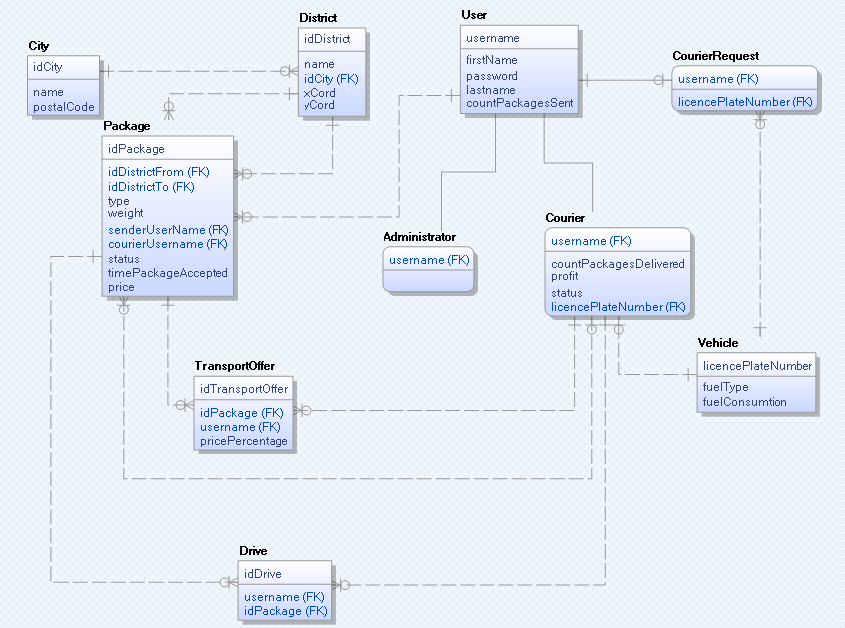 City
idCity
name
postalCode
District
idDistrict
name
idCity (FK)
xCord
yCord
User
username
firstName
password
lastname
countPackagesSent
CourierRequest
username (FK)
licencePlateNumber (FK)
Package
idPackage
idDistrictFrom (FK)
idDistrictTo (FK)
type
weight
senderUserName (FK)
courierUsername (FK)
status
timePackageAccepted
price
Administrator
username (FK)
Courier
username (FK)
countPackagesDelivered
profit
status
licencePlateNumber (FK)
Vehicle
licencePlateNumber
fuelType
fuelConsumtion
TransportOffer
idTransportOffer
idPackage (FK)
username (FK)
pricePercentage
Drive
idDrive
username (FK)
idPackage (FK)